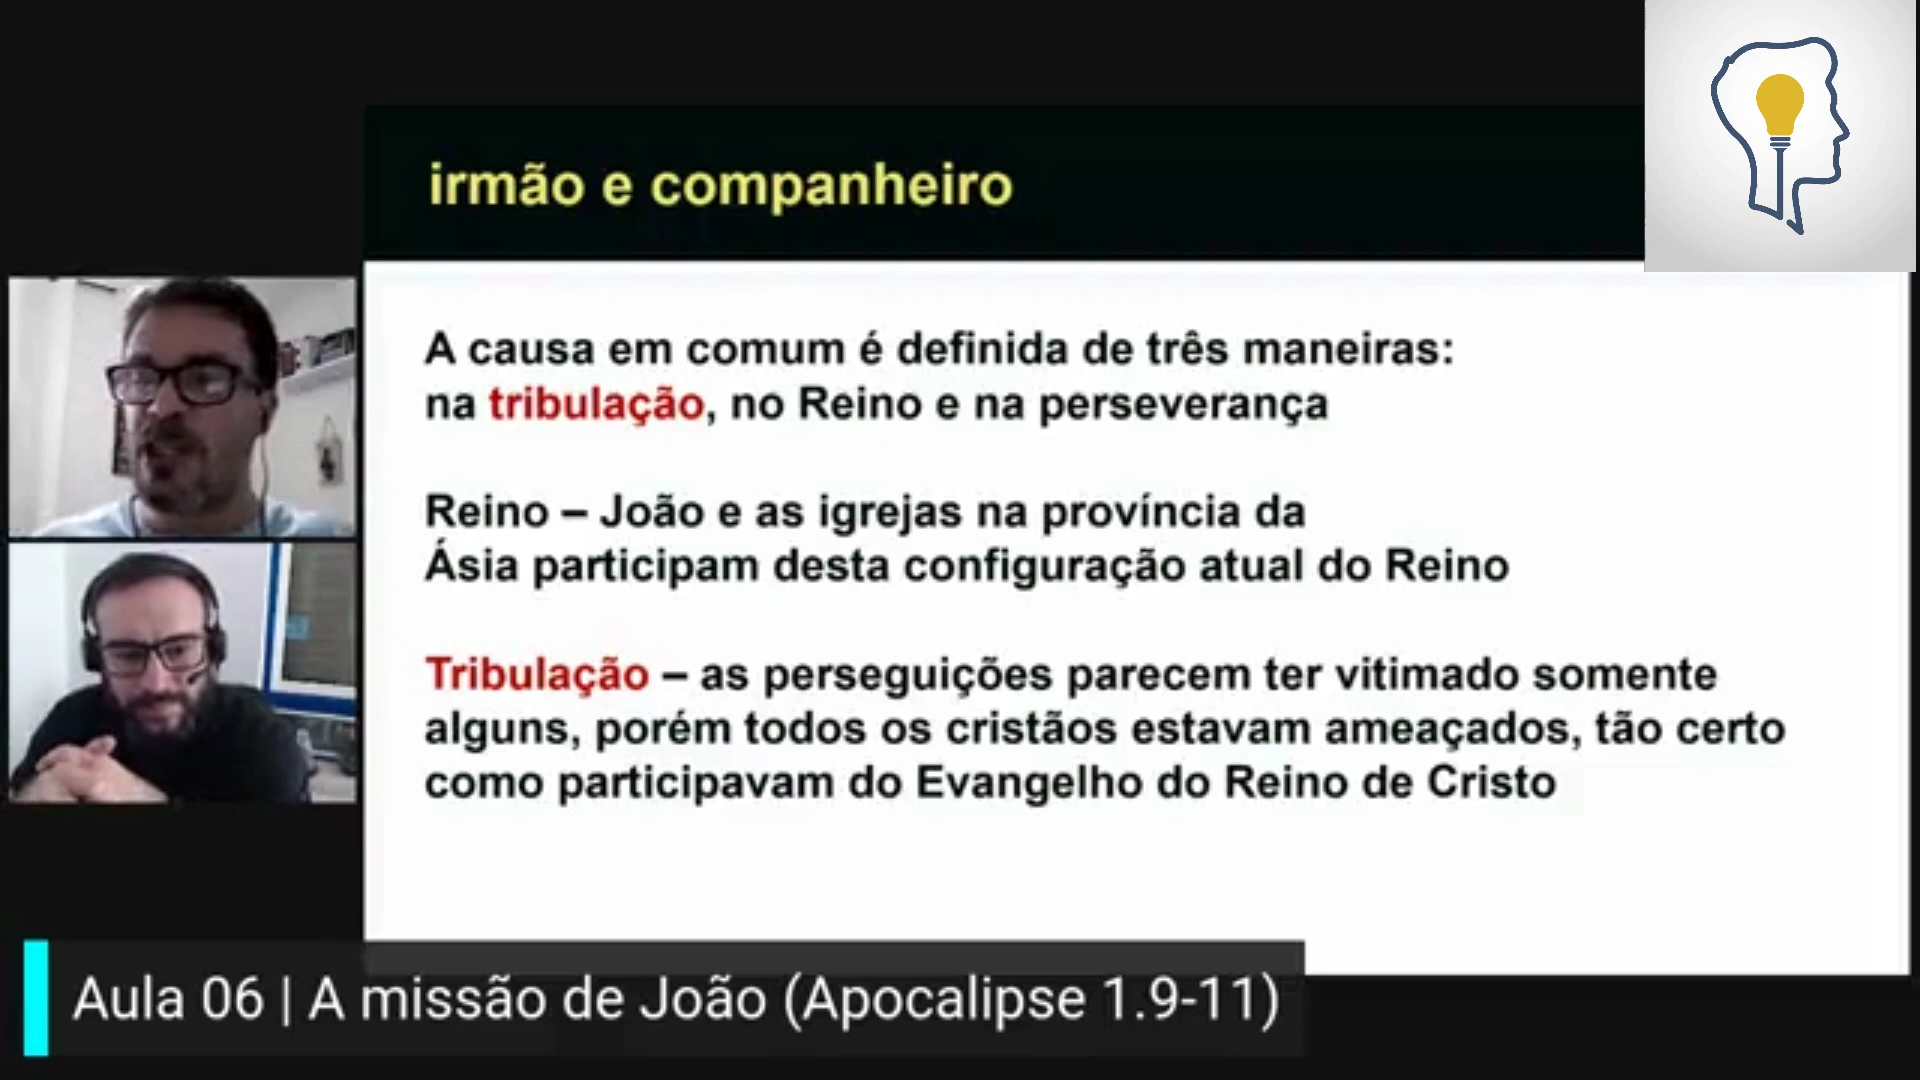 irmão e companheiro
A causa em comum é definida de três maneiras:
na tribulação, no Reino e na perseverança
Reino – João e as igrejas na província da
Ásia participam desta configuração atual do Reino
Tribulação – as perseguições parecem ter vitimado somente
alguns, porém todos os cristãos estavam ameaçados, tão certo
como participavam do Evangelho do Reino de Cristo
Aula 06 | A missão de João (Apocalipse 1.9-11)